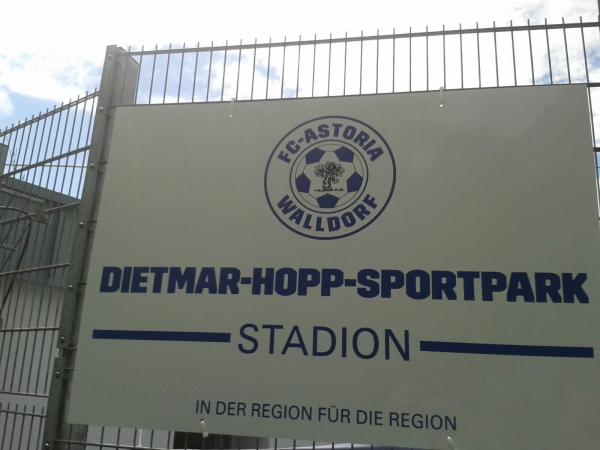 FC-ASTORIA
WALLDORF
DIETMAR-HOPP-SPORTPARK
STADION
IN DER REGION FÜR DIE REGION